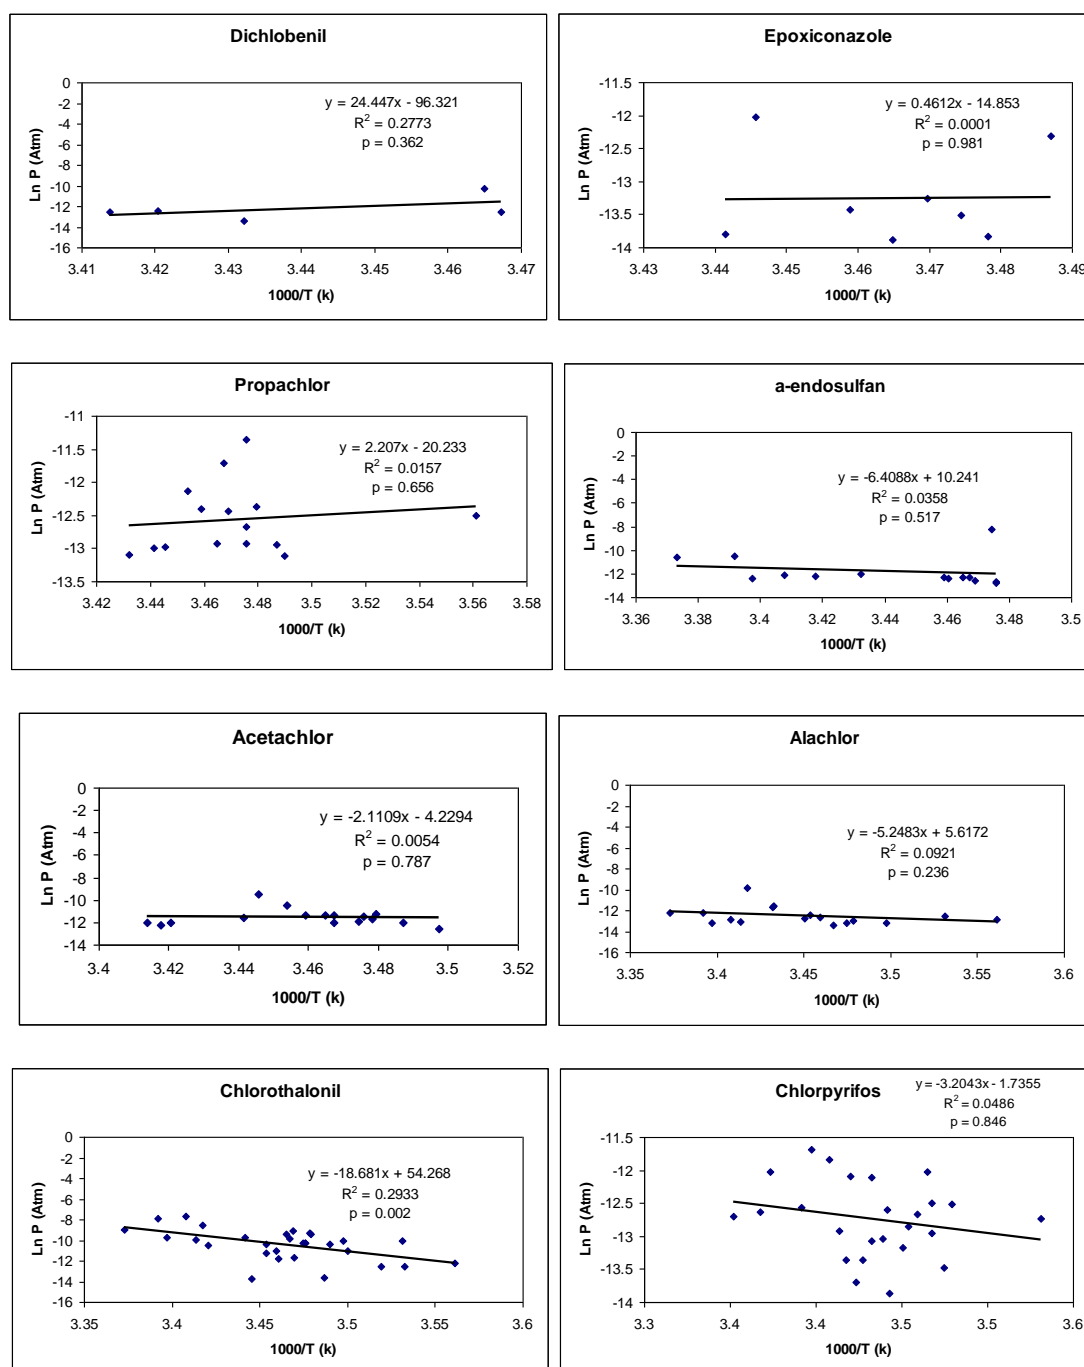 Dichlobenil
0
-2
-4
-6
-8
-10
-12
-14
-16
Ln P (Atm)
y = 24.447x - 96.321
R² = 0.2773
p = 0.362
3.41 3.42 3.43 3.44 3.45 3.46 3.47
1000/T (k)
Epoxiconazole
-11.5
-12
-12.5
-13
-13.5
-14
Ln P (Atm)
y = 0.4612x - 14.853
R² = 0.0001
p = 0.981
3.43 3.44 3.45 3.46 3.47 3.48 3.49
1000/T (k)
Propachlor
-11
-11.5
-12
-12.5
-13
-13.5
Ln P (Atm)
y = 2.207x - 20.233
R² = 0.0157
p = 0.656
3.42 3.44 3.46 3.48 3.5 3.52 3.54 3.56 3.58
1000/T (k)
a-endosulfan
0
-2
-4
-6
-8
-10
-12
-14
Ln P (Atm)
y = -6.4088x + 10.241
R² = 0.0358
p = 0.517
3.36 3.38 3.4 3.42 3.44 3.46 3.48 3.5
1000/T (k)
Acetachlor
0
-2
-4
-6
-8
-10
-12
-14
Ln P (Atm)
y = -2.1109x - 4.2294
R² = 0.0054
p = 0.787
3.4 3.42 3.44 3.46 3.48 3.5 3.52
1000/T (k)
Alachlor
0
-2
-4
-6
-8
-10
-12
-14
-16
Ln P (Atm)
y = -5.2483x + 5.6172
R² = 0.0921
p = 0.236
3.35 3.4 3.45 3.5 3.55 3.6
1000/T (k)
Chlorothalonil
0
-2
-4
-6
-8
-10
-12
-14
-16
Ln P (Atm)
y = -18.681x + 54.268
R² = 0.2933
p = 0.002
3.35 3.4 3.45 3.5 3.55 3.6
1000/T (k)
Chlorpyrifos
y = -3.2043x - 1.7355
R² = 0.0486
p = 0.846
-11.5
-12
-12.5
-13
-13.5
-14
Ln P (Atm)
3.3 3.4 3.4 3.5 3.5 3.6
1000/T (k)